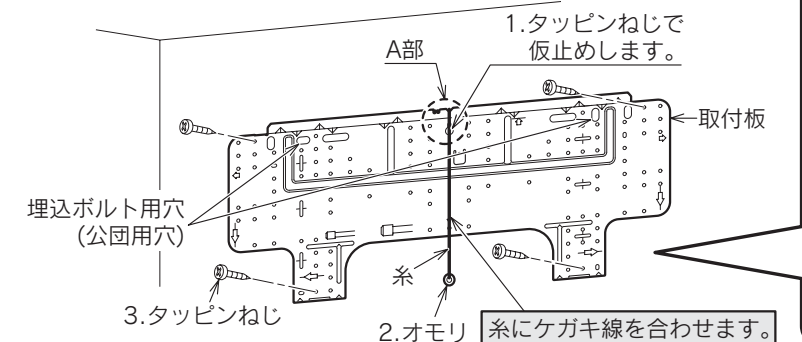 1.タッピンねじで
仮止めします。
A部
取付板
埋込ボルト用穴
(公団用穴)
糸
3.タッピンねじ
2.オモリ
糸にケガキ線を合わせます。